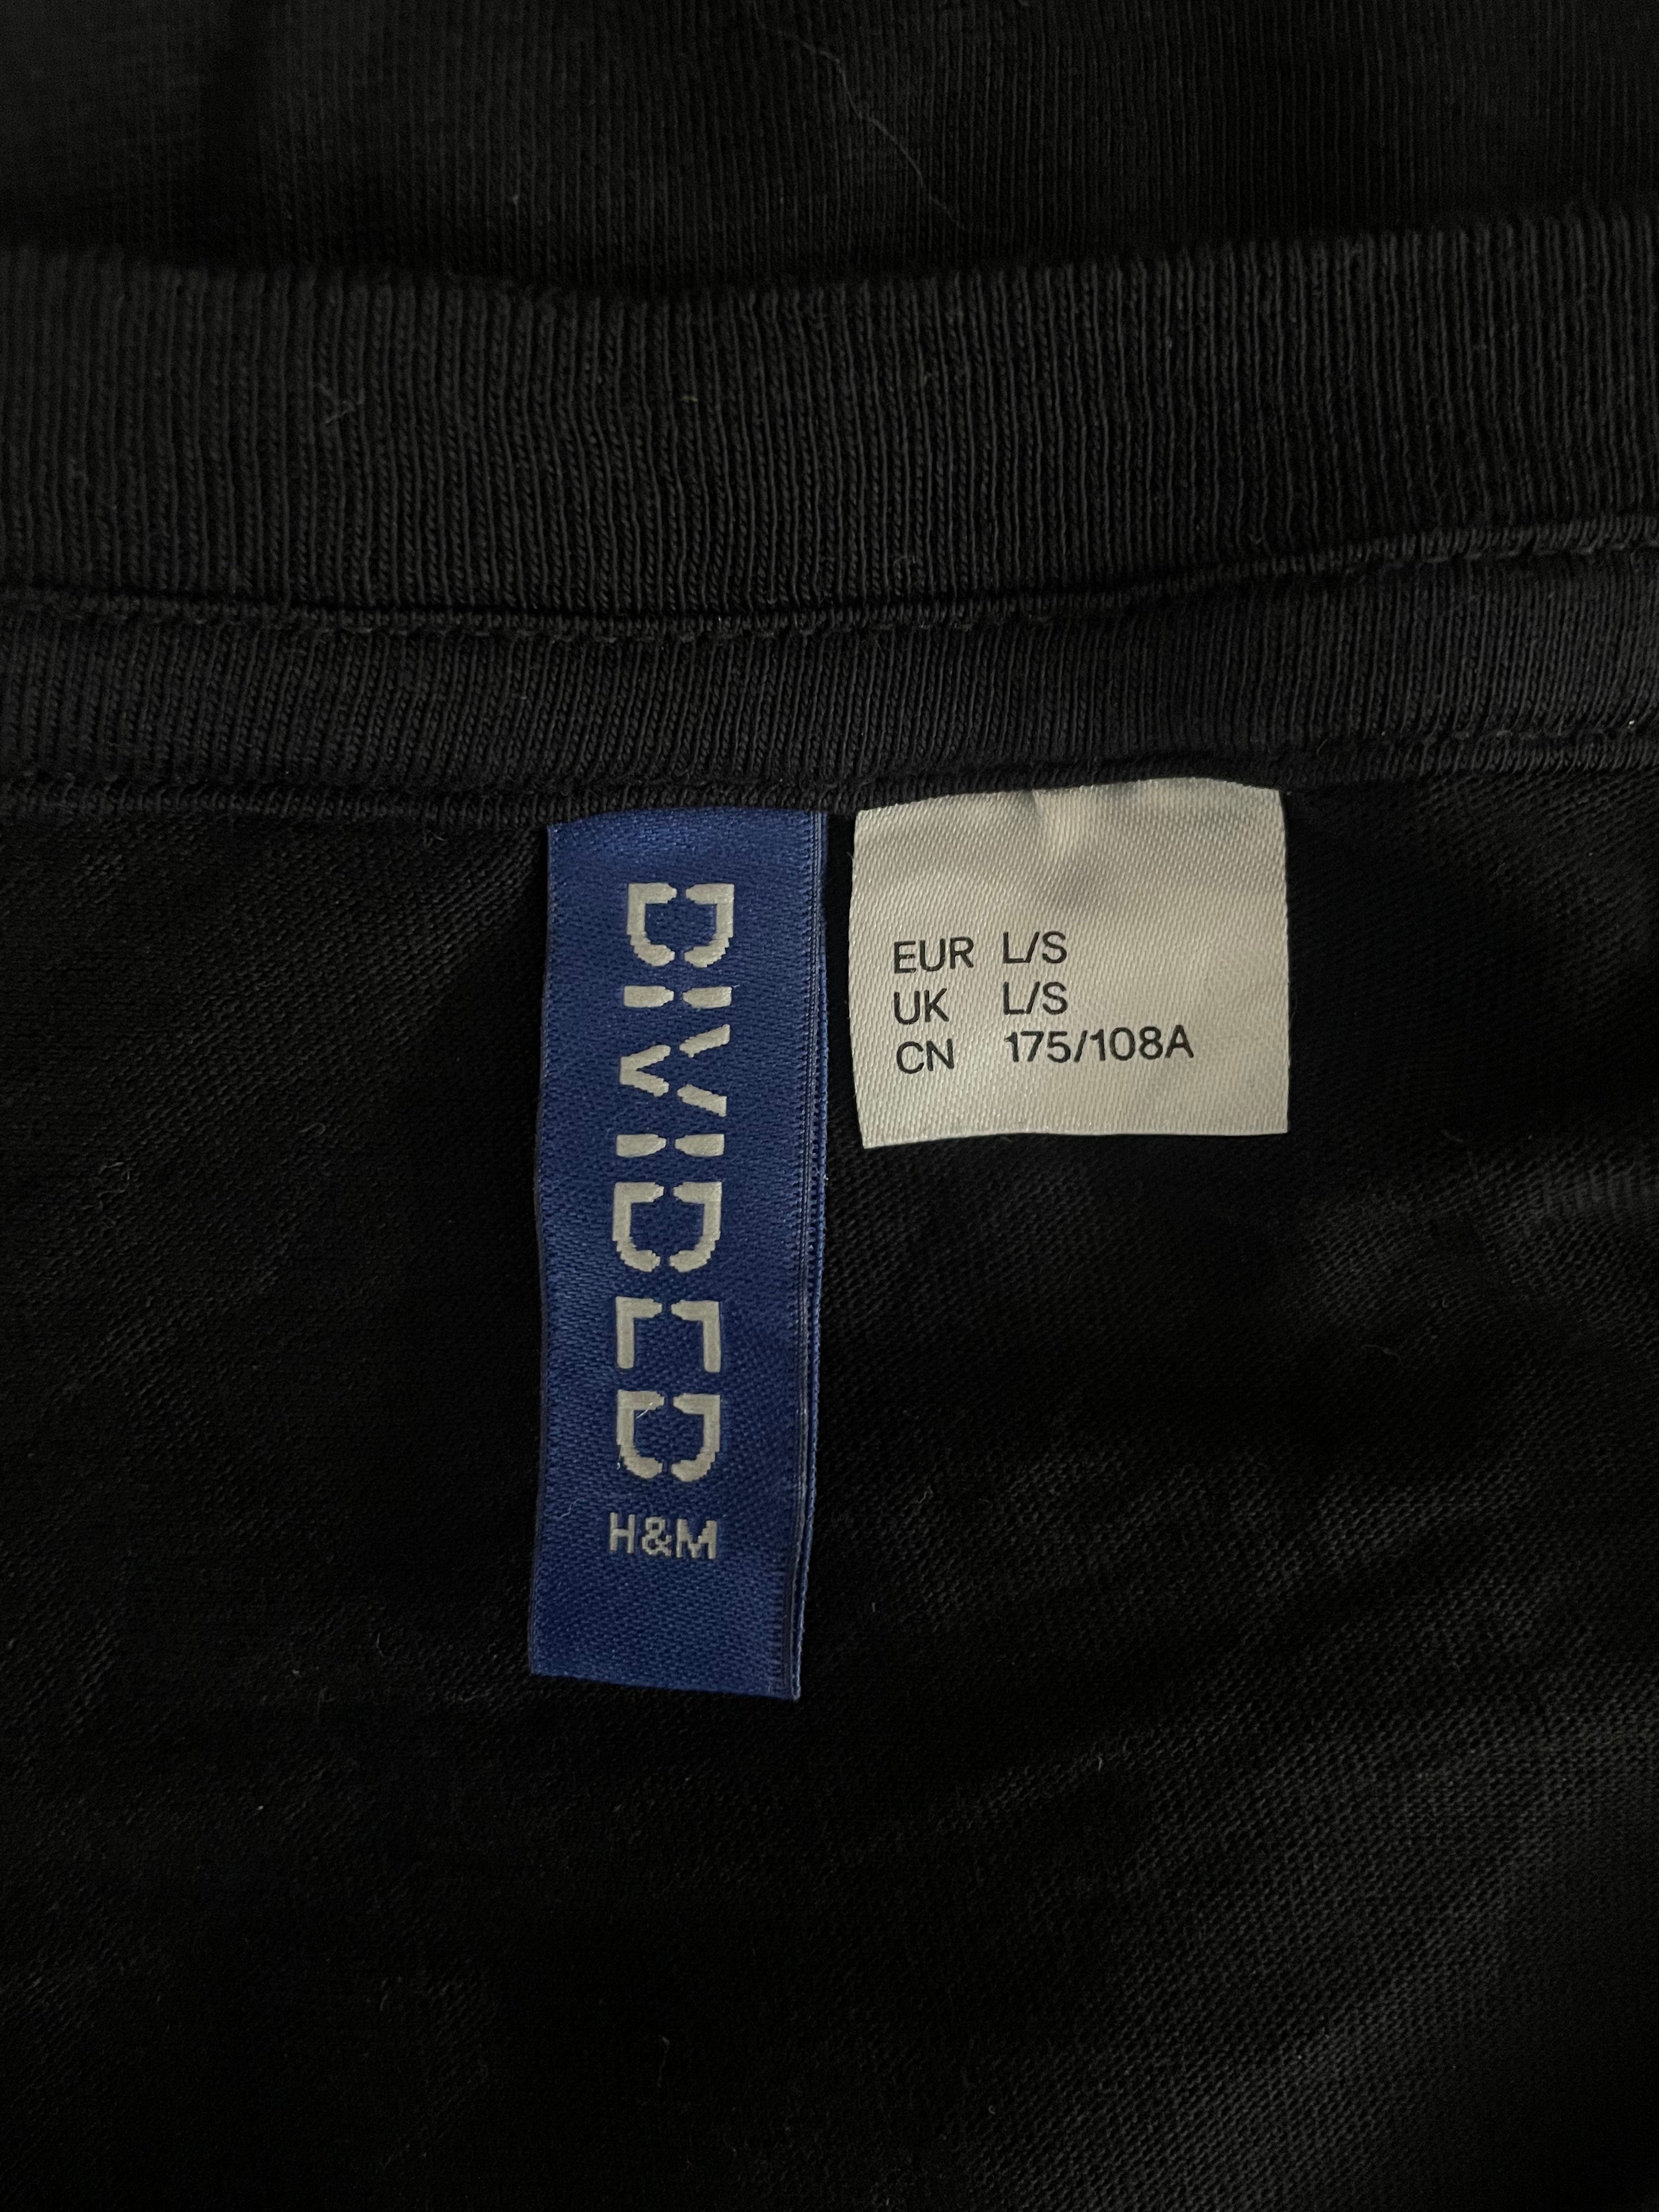 DIVIDED
H&M
EUR L/S
UK L/S
CN 175/108A